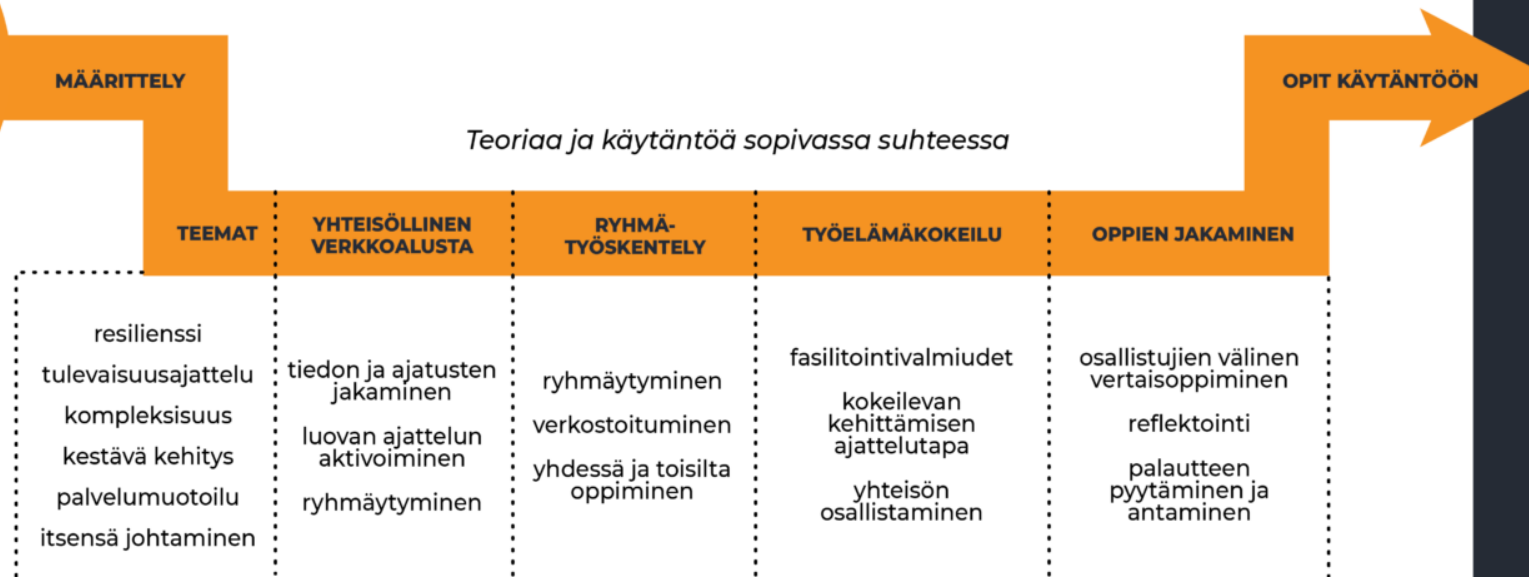 MÄÄRITTELY
OPIT KÄYTÄNTÖÖN
Teoriaa ja käytäntöä sopivassa suhteessa
TEEMAT
YHTEISÖLLINEN
VERKKOALUSTA
RYHMÄ-
TYÖSKENTELY
TYÖELÄMÄKOKEILU
OPPIEN JAKAMINEN
resilienssi
tulevaisuusajattelu
kompleksisuus
kestävä kehitys
palvelumuotoilu
itsensä johtaminen
tiedon ja ajatusten
jakaminen
luovan ajattelun
aktivoiminen
ryhmäytyminen
ryhmäytyminen
verkostoituminen
yhdessä ja toisilta
oppiminen
fasilitointivalmiudet
kokeilevan
kehittämisen
ajattelutapa
yhteisön
osallistaminen
osallistujien välinen
vertaisoppiminen
reflektointi
palautteen
pyytäminen ja
antaminen